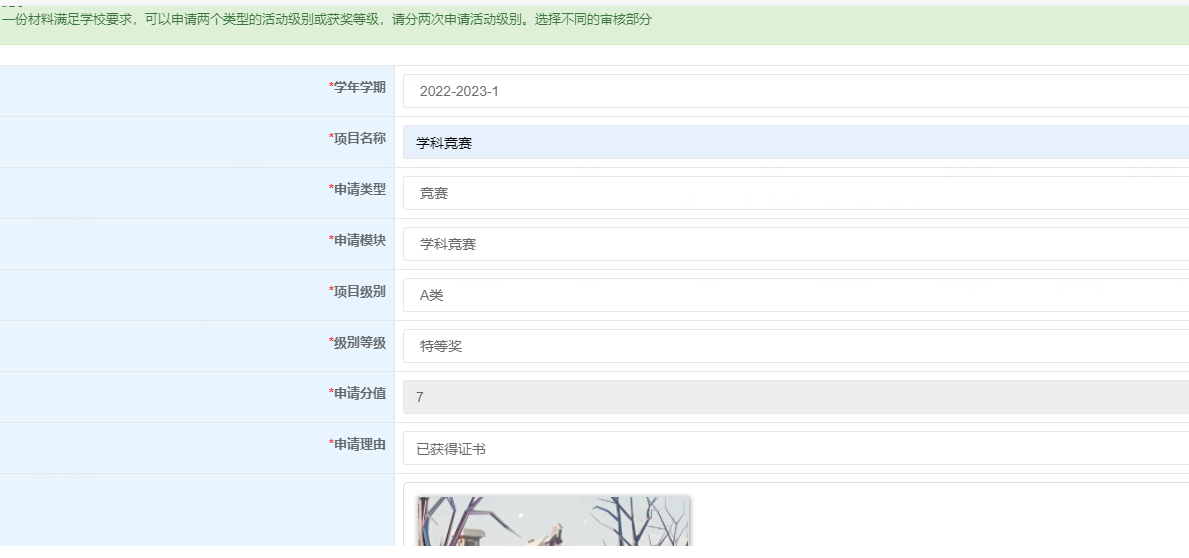 一份材料满足学校要求，可以申请两个类型的活动级别或获奖等级，请分两次申请活动级别。选择不同的审核部分
*学年学期 2022-2023-1
*项目名称 学科竞赛
*申请类型 竞赛
*申请模块 学科竞赛
*项目级别 A类
*级别等级 特等奖
*申请分值 7
*申请理由 已获得证书